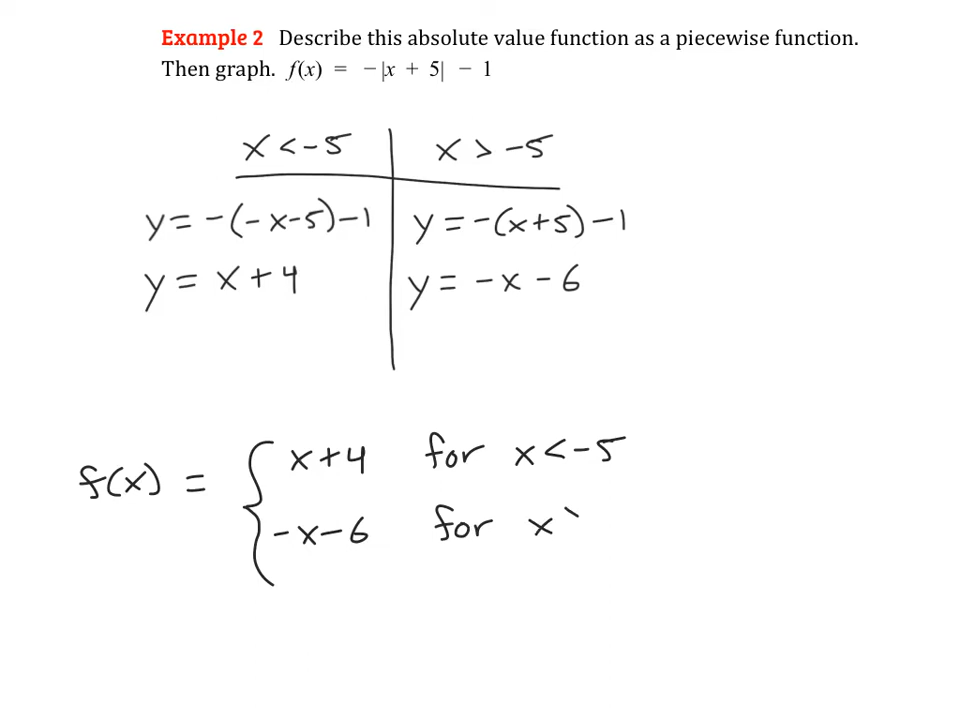 Example 2 Describe this absolute value function as a piecewise function.
Then graph. f(x) = −|x + 5| − 1
x < -5 | x > -5
y = -(-x-5)-1 | y = -(x+5)-1
y = x+4 | y = -x-6
f(x) = { x+4 for x < -5
-x-6 for x